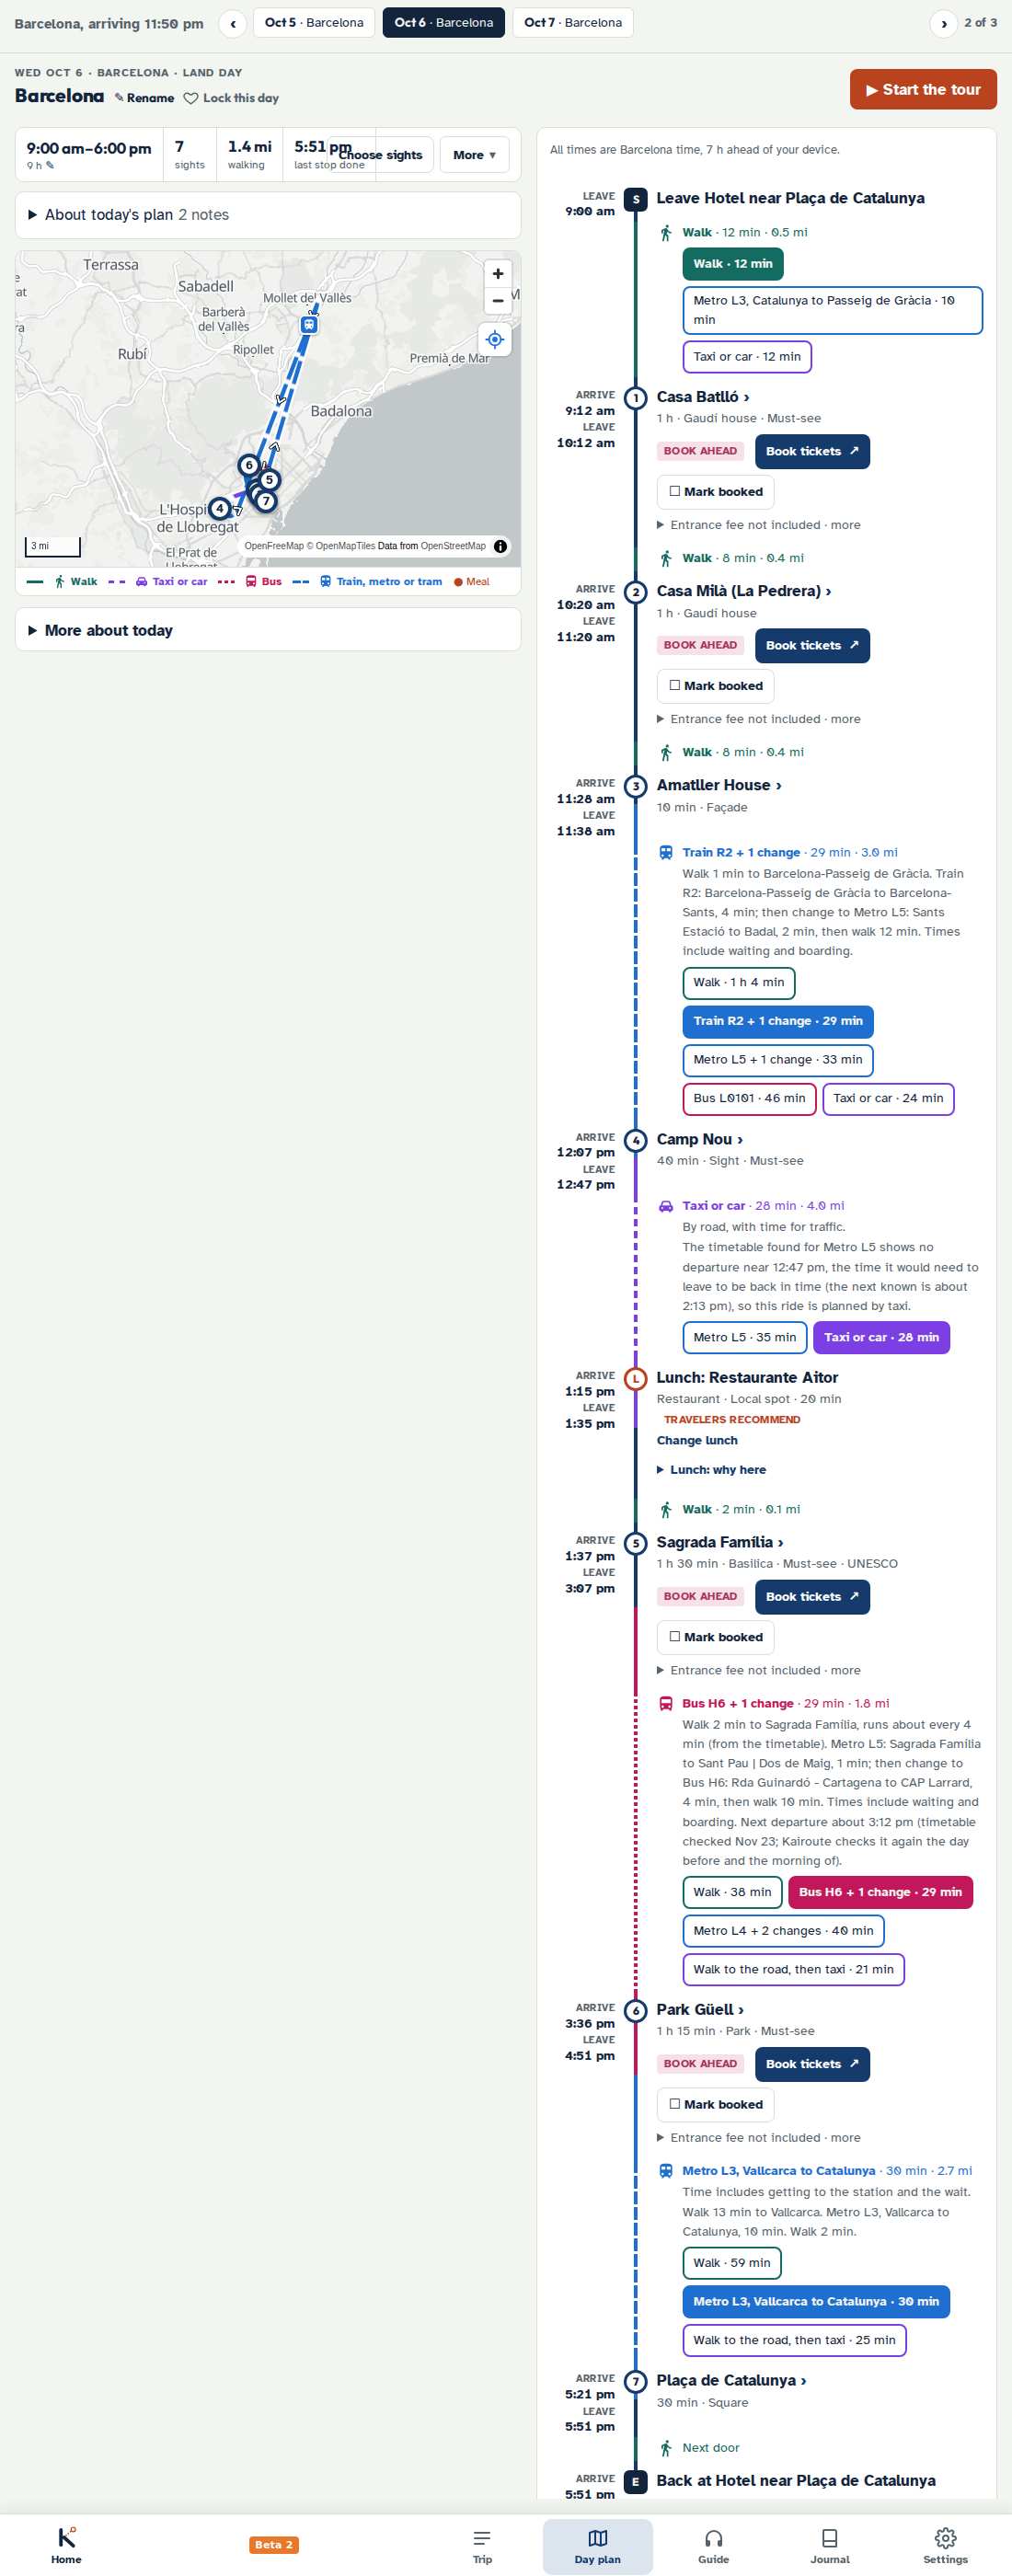 Barcelona, arriving 11:50 pm
‹
Oct 5 · Barcelona
Oct 6 · Barcelona
Oct 7 · Barcelona
›
2 of 3
WED OCT 6 · BARCELONA · LAND DAY
Barcelona
✎ Rename
Lock this day
▶ Start the tour
9:00 am–6:00 pm
9 h ✎
7
sights
1.4 mi
walking
5:51 pm
last stop done
Choose sights
More ▾
▶ About today's plan 2 notes
Terrassa
Sabadell
Mollet del Vallès
Barberà
del Vallès
Rubí
Ripollet
Premià de Mar
Badalona
L'Hospi
de Llobregat
El Prat de
Llobregat
e
rat
ra
M
+
−
6
5
4
7
3 mi
OpenFreeMap © OpenMapTiles Data from OpenStreetMap
Walk
Taxi or car
Bus
Train, metro or tram
Meal
▶ More about today
All times are Barcelona time, 7 h ahead of your device.
LEAVE
9:00 am
S
Leave Hotel near Plaça de Catalunya
Walk · 12 min · 0.5 mi
Walk · 12 min
Metro L3, Catalunya to Passeig de Gràcia · 10
min
Taxi or car · 12 min
ARRIVE
9:12 am
LEAVE
10:12 am
1
Casa Batlló ›
1 h · Gaudí house · Must-see
BOOK AHEAD
Book tickets ↗
☐ Mark booked
▶ Entrance fee not included · more
Walk · 8 min · 0.4 mi
ARRIVE
10:20 am
LEAVE
11:20 am
2
Casa Milà (La Pedrera) ›
1 h · Gaudí house
BOOK AHEAD
Book tickets ↗
☐ Mark booked
▶ Entrance fee not included · more
Walk · 8 min · 0.4 mi
ARRIVE
11:28 am
LEAVE
11:38 am
3
Amatller House ›
10 min · Façade
Train R2 + 1 change · 29 min · 3.0 mi
Walk 1 min to Barcelona-Passeig de Gràcia. Train
R2: Barcelona-Passeig de Gràcia to Barcelona-
Sants, 4 min; then change to Metro L5: Sants
Estació to Badal, 2 min, then walk 12 min. Times
include waiting and boarding.
Walk · 1 h 4 min
Train R2 + 1 change · 29 min
Metro L5 + 1 change · 33 min
Bus L0101 · 46 min
Taxi or car · 24 min
ARRIVE
12:07 pm
LEAVE
12:47 pm
4
Camp Nou ›
40 min · Sight · Must-see
Taxi or car · 28 min · 4.0 mi
By road, with time for traffic.
The timetable found for Metro L5 shows no
departure near 12:47 pm, the time it would need to
leave to be back in time (the next known is about
2:13 pm), so this ride is planned by taxi.
Metro L5 · 35 min
Taxi or car · 28 min
ARRIVE
1:15 pm
LEAVE
1:35 pm
L
Lunch: Restaurante Aitor
Restaurant · Local spot · 20 min
TRAVELERS RECOMMEND
Change lunch
▶ Lunch: why here
Walk · 2 min · 0.1 mi
ARRIVE
1:37 pm
LEAVE
3:07 pm
5
Sagrada Família ›
1 h 30 min · Basilica · Must-see · UNESCO
BOOK AHEAD
Book tickets ↗
☐ Mark booked
▶ Entrance fee not included · more
Bus H6 + 1 change · 29 min · 1.8 mi
Walk 2 min to Sagrada Família, runs about every 4
min (from the timetable). Metro L5: Sagrada Família
to Sant Pau | Dos de Maig, 1 min; then change to
Bus H6: Rda Guinardó - Cartagena to CAP Larrard,
4 min, then walk 10 min. Times include waiting and
boarding. Next departure about 3:12 pm (timetable
checked Nov 23; Kairoute checks it again the day
before and the morning of).
Walk · 38 min
Bus H6 + 1 change · 29 min
Metro L4 + 2 changes · 40 min
Walk to the road, then taxi · 21 min
ARRIVE
3:36 pm
LEAVE
4:51 pm
6
Park Güell ›
1 h 15 min · Park · Must-see
BOOK AHEAD
Book tickets ↗
☐ Mark booked
▶ Entrance fee not included · more
Metro L3, Vallcarca to Catalunya · 30 min · 2.7 mi
Time includes getting to the station and the wait.
Walk 13 min to Vallcarca. Metro L3, Vallcarca to
Catalunya, 10 min. Walk 2 min.
Walk · 59 min
Metro L3, Vallcarca to Catalunya · 30 min
Walk to the road, then taxi · 25 min
ARRIVE
5:21 pm
LEAVE
5:51 pm
7
Plaça de Catalunya ›
30 min · Square
Next door
ARRIVE
5:51 pm
E
Back at Hotel near Plaça de Catalunya
Home
Beta 2
Trip
Day plan
Guide
Journal
Settings